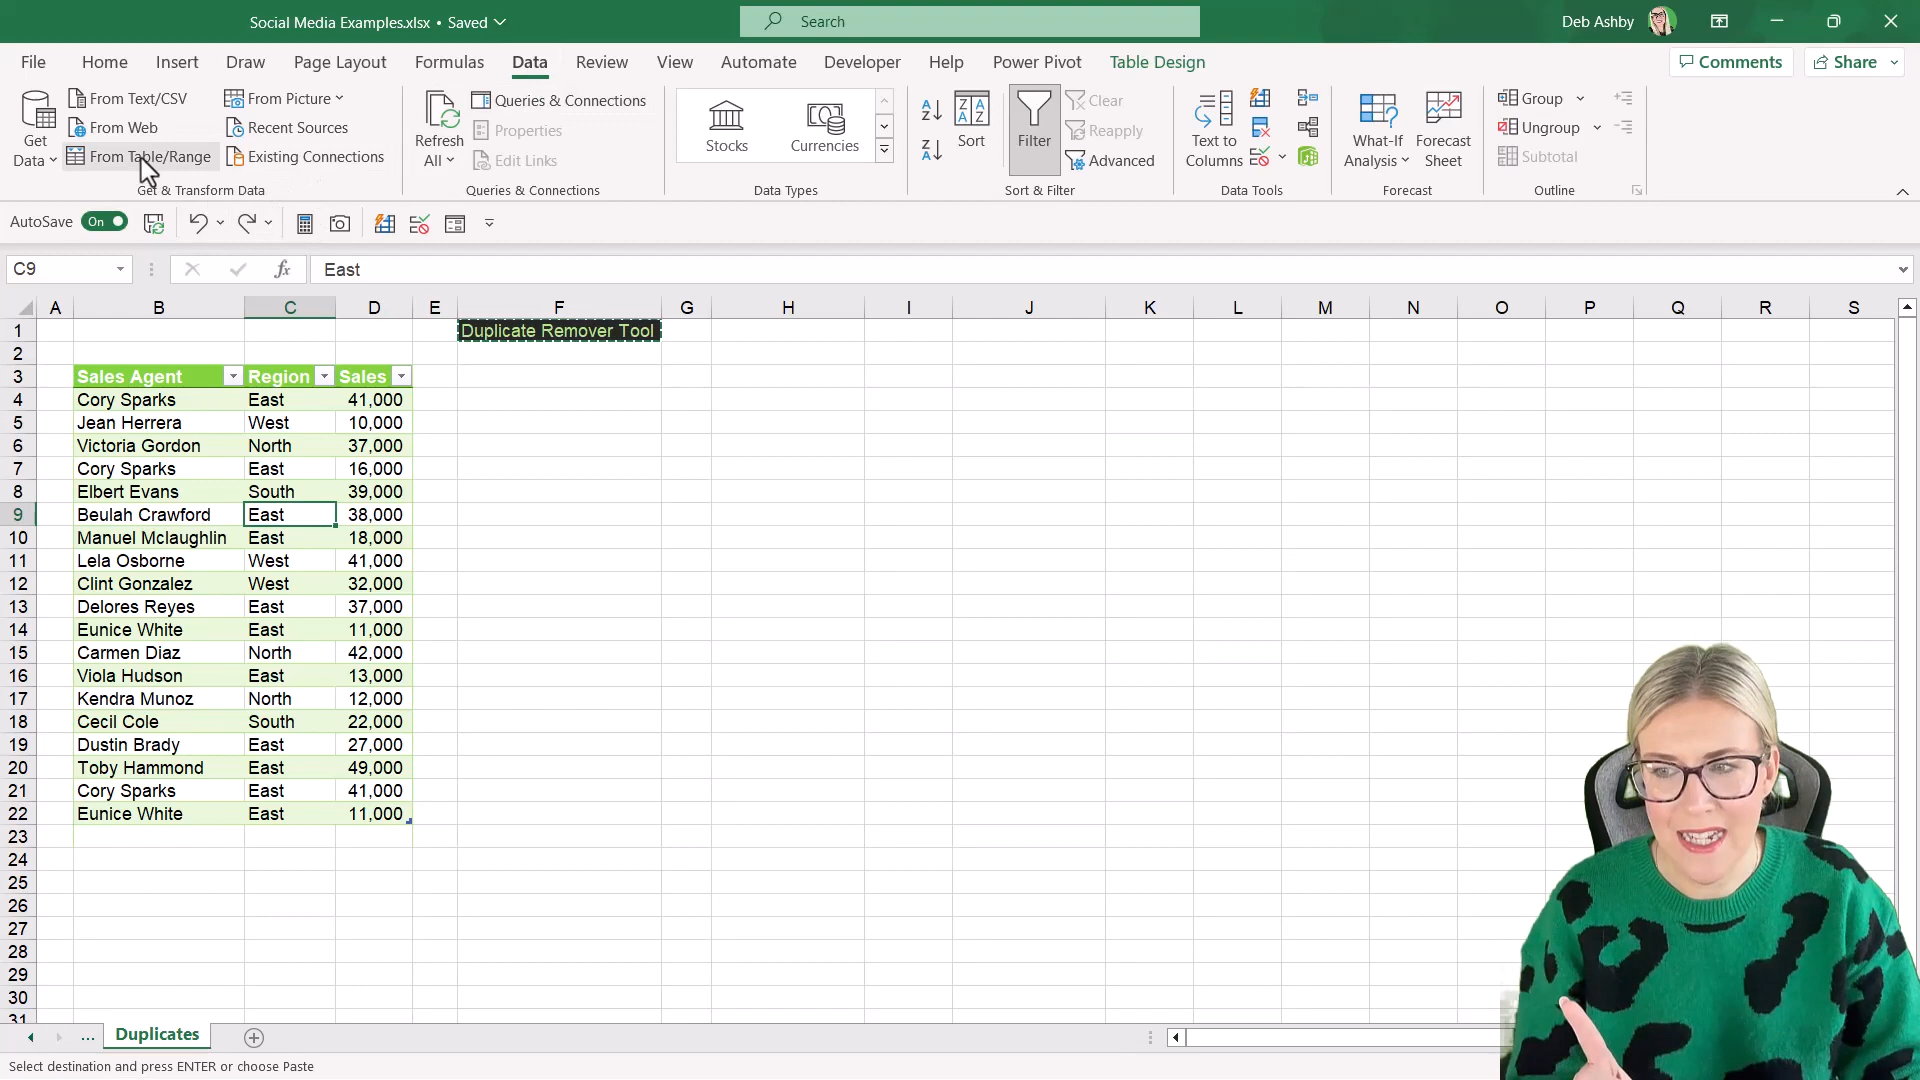 Social Media Examples.xlsx • Saved
Search
Deb Ashby
File Home Insert Draw Page Layout Formulas Data Review View Automate Developer Help Power Pivot Table Design
Comments
Share
Get Data
From Text/CSV
From Web
From Table/Range
From Picture
Recent Sources
Existing Connections
Get & Transform Data
Refresh All
Queries & Connections
Properties
Edit Links
Queries & Connections
Stocks
Currencies
Data Types
Sort
Filter
Clear
Reapply
Advanced
Sort & Filter
Text to Columns
Data Tools
What-If Analysis
Forecast Sheet
Forecast
Group
Ungroup
Subtotal
Outline
AutoSave On
C9 fx East
A B C D E F G H I J K L M N O P Q R S
1 Duplicate Remover Tool
2
3 Sales Agent Region Sales
4 Cory Sparks East 41,000
5 Jean Herrera West 10,000
6 Victoria Gordon North 37,000
7 Cory Sparks East 16,000
8 Elbert Evans South 39,000
9 Beulah Crawford East 38,000
10 Manuel Mclaughlin East 18,000
11 Lela Osborne West 41,000
12 Clint Gonzalez West 32,000
13 Delores Reyes East 37,000
14 Eunice White East 11,000
15 Carmen Diaz North 42,000
16 Viola Hudson East 13,000
17 Kendra Munoz North 12,000
18 Cecil Cole South 22,000
19 Dustin Brady East 27,000
20 Toby Hammond East 49,000
21 Cory Sparks East 41,000
22 Eunice White East 11,000
23
24
25
26
27
28
29
30
31
... Duplicates
Select destination and press ENTER or choose Paste